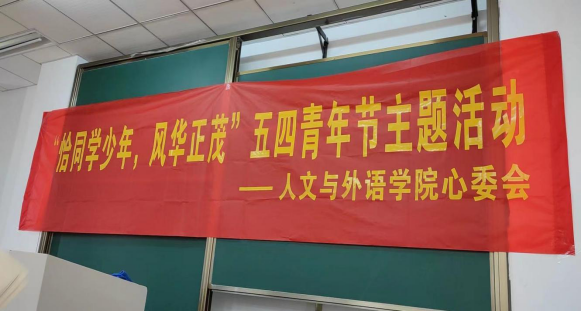 “恰同学少年，风华正茂”五四青年节主题活动
——人文与外语学院心委会